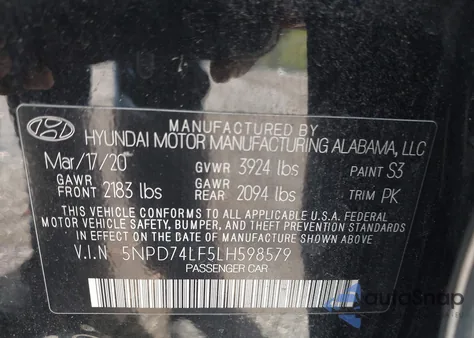 MANUFACTURED BY
HYUNDAI MOTOR MANUFACTURING ALABAMA, LLC
Mar/17/20 GVWR 3924 lbs PAINT S3
GAWR FRONT 2183 lbs GAWR REAR 2094 lbs TRIM PK
THIS VEHICLE CONFORMS TO ALL APPLICABLE U.S.A. FEDERAL
MOTOR VEHICLE SAFETY, BUMPER, AND THEFT PREVENTION STANDARDS
IN EFFECT ON THE DATE OF MANUFACTURE SHOWN ABOVE.
V.I.N 5NPD74LF5LH598579
PASSENGER CAR
autosnap